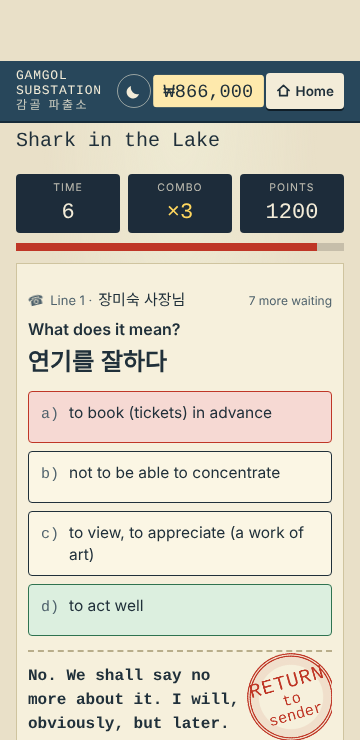 GAMGOL
SUBSTATION
감골 파출소
₩866,000
Home
Shark in the Lake
TIME
6
COMBO
×3
POINTS
1200
☎ Line 1 · 장미숙 사장님
7 more waiting
What does it mean?
연기를 잘하다
a) to book (tickets) in advance
b) not to be able to concentrate
c) to view, to appreciate (a work of
art)
d) to act well
No. We shall say no
more about it. I will,
obviously, but later.
RETURN
to
sender